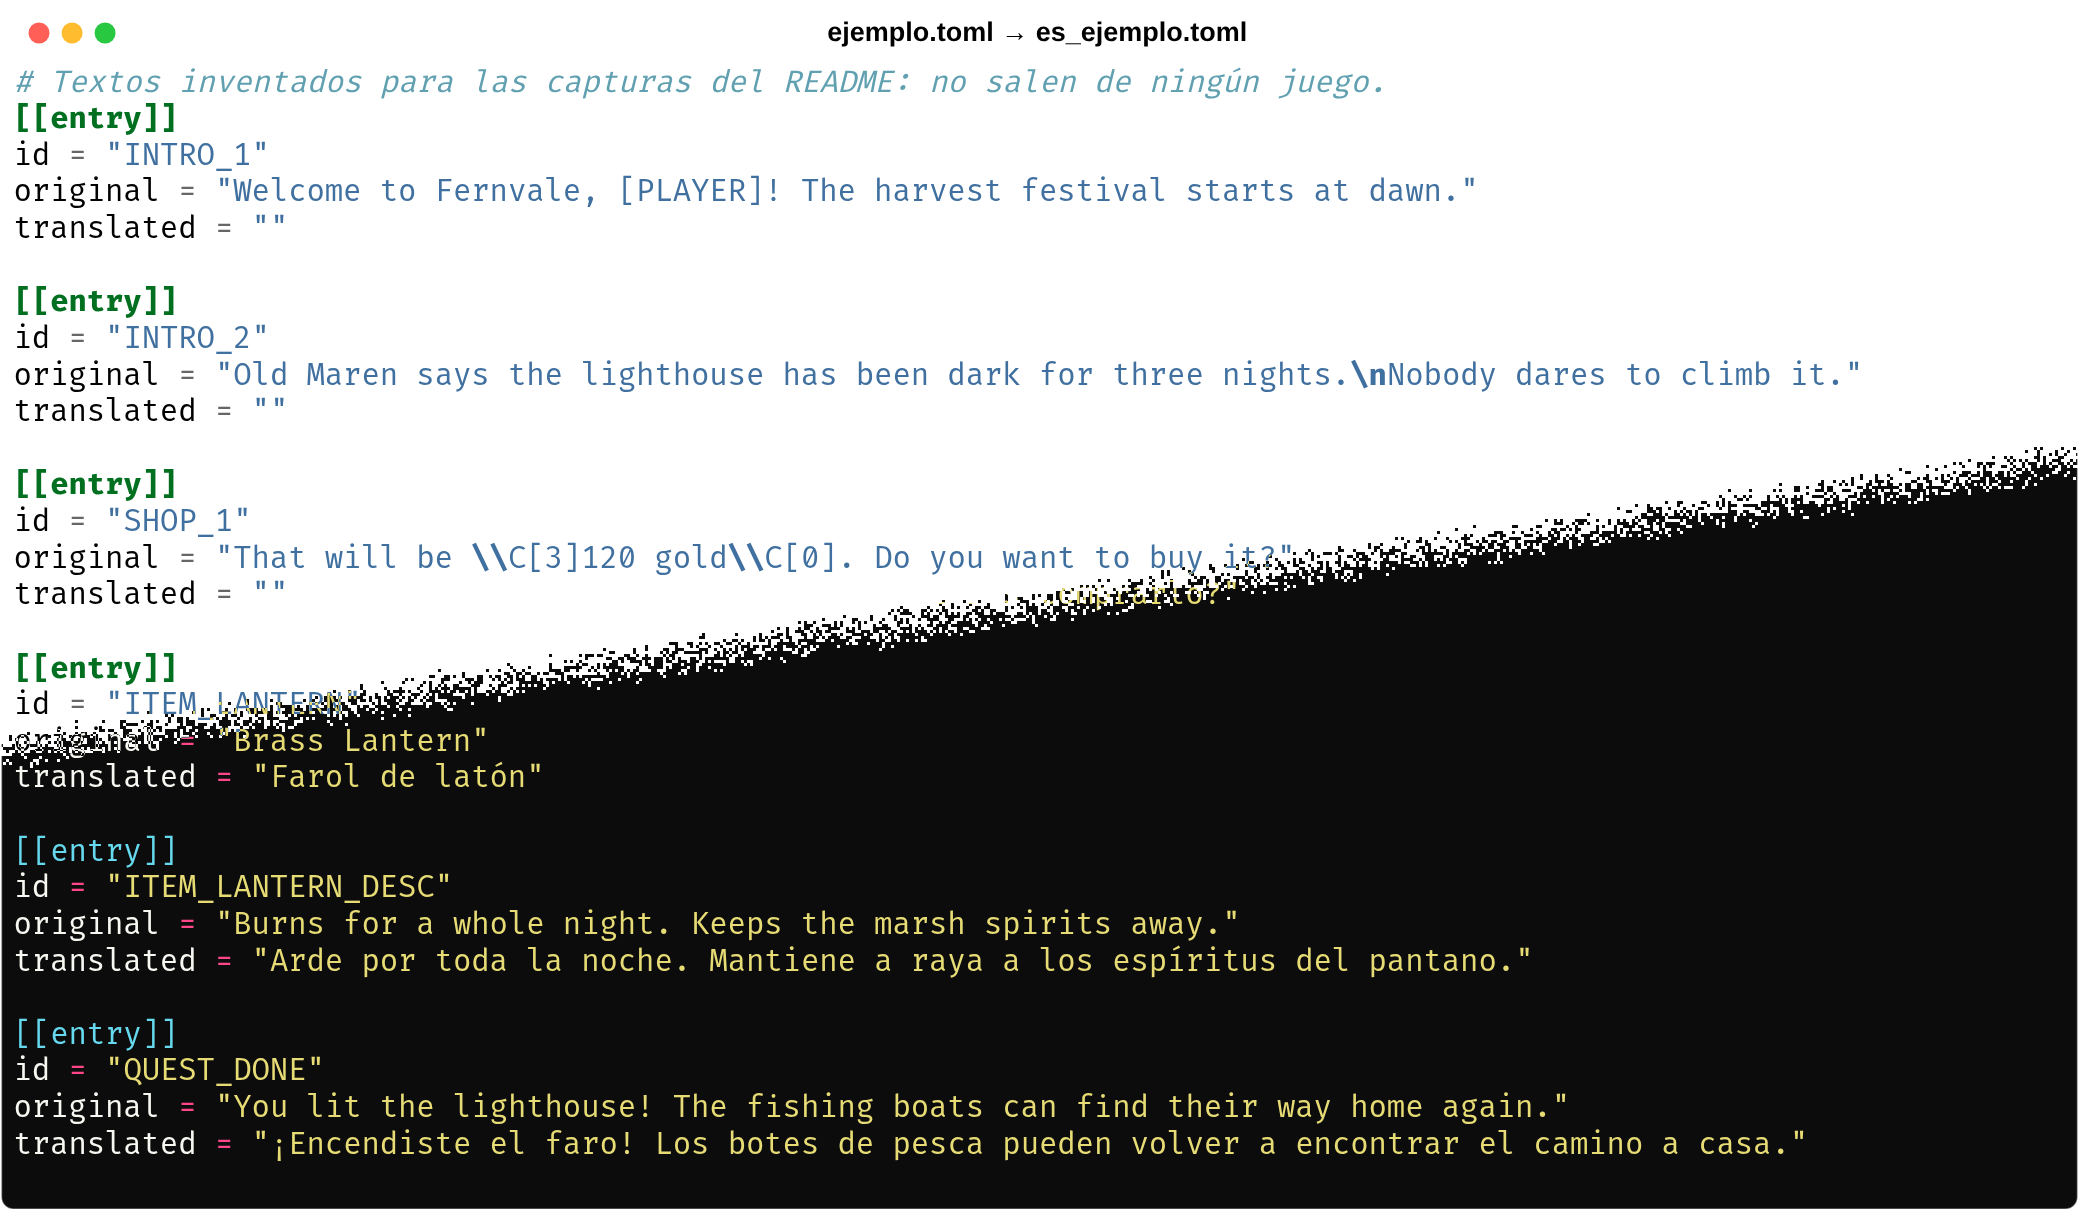 ejemplo.toml → es_ejemplo.toml
# Textos inventados para las capturas del README: no salen de ningún juego.
[[entry]]
id = "INTRO_1"
original = "Welcome to Fernvale, [PLAYER]! The harvest festival starts at dawn."
translated = ""
[[entry]]
id = "INTRO_2"
original = "Old Maren says the lighthouse has been dark for three nights.\nNobody dares to climb it."
translated = ""
[[entry]]
id = "SHOP_1"
original = "That will be \\C[3]120 gold\\C[0]. Do you want to buy it?"
translated = "" comprarlo?"
[[entry]]
id = "ITEM_LANTERN"
original = "Brass Lantern"
translated = "Farol de latón"
[[entry]]
id = "ITEM_LANTERN_DESC"
original = "Burns for a whole night. Keeps the marsh spirits away."
translated = "Arde por toda la noche. Mantiene a raya a los espíritus del pantano."
[[entry]]
id = "QUEST_DONE"
original = "You lit the lighthouse! The fishing boats can find their way home again."
translated = "¡Encendiste el faro! Los botes de pesca pueden volver a encontrar el camino a casa."